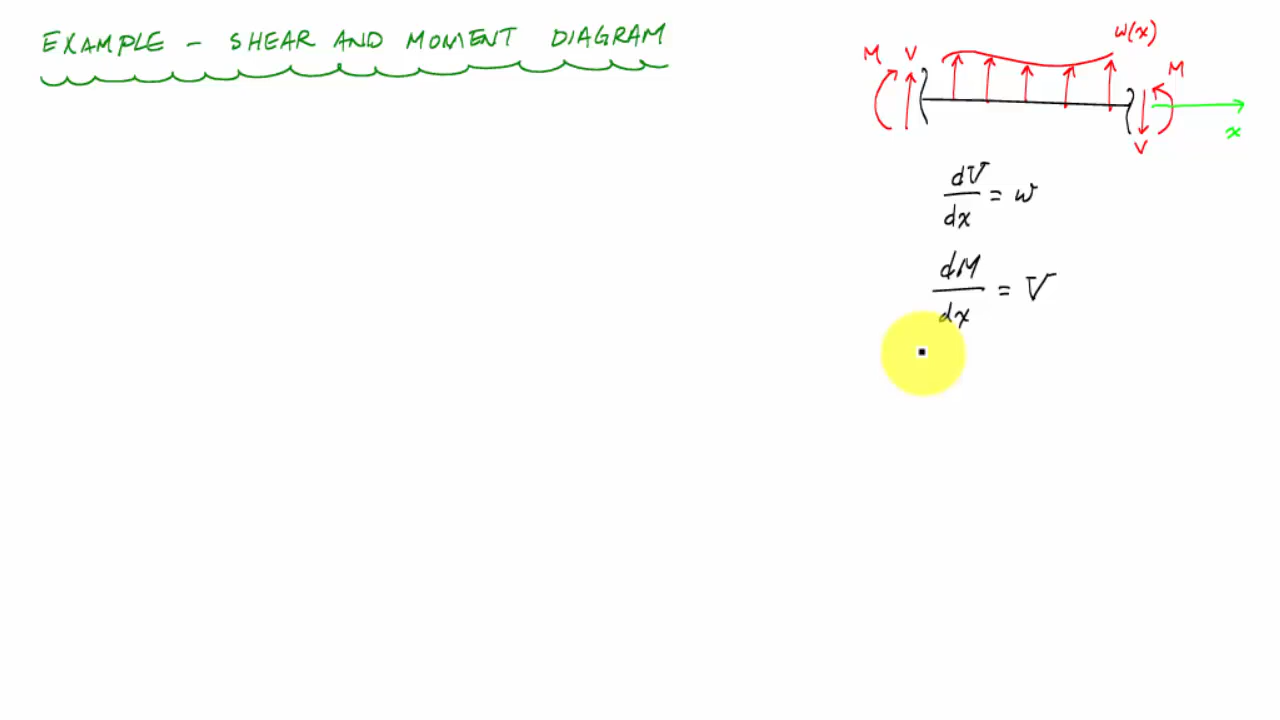 EXAMPLE - SHEAR AND MOMENT DIAGRAM
w(x)
M V
M
V
x
dV/dx = w
dM/dx = V